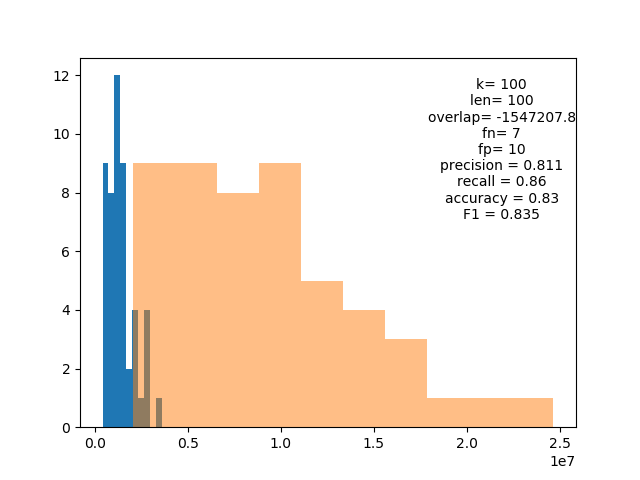 k= 100
len= 100
overlap= -1547207.8
fn= 7
fp= 10
precision = 0.811
recall = 0.86
accuracy = 0.83
F1 = 0.835
12
10
8
6
4
2
0
0.0 0.5 1.0 1.5 2.0 2.5
1e7